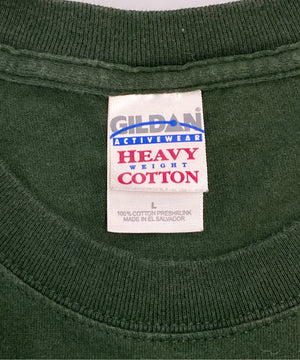 GILDAN
ACTIVEWEAR
HEAVY
WEIGHT
COTTON
L
100% COTTON PRESHRUNK
MADE IN EL SALVADOR